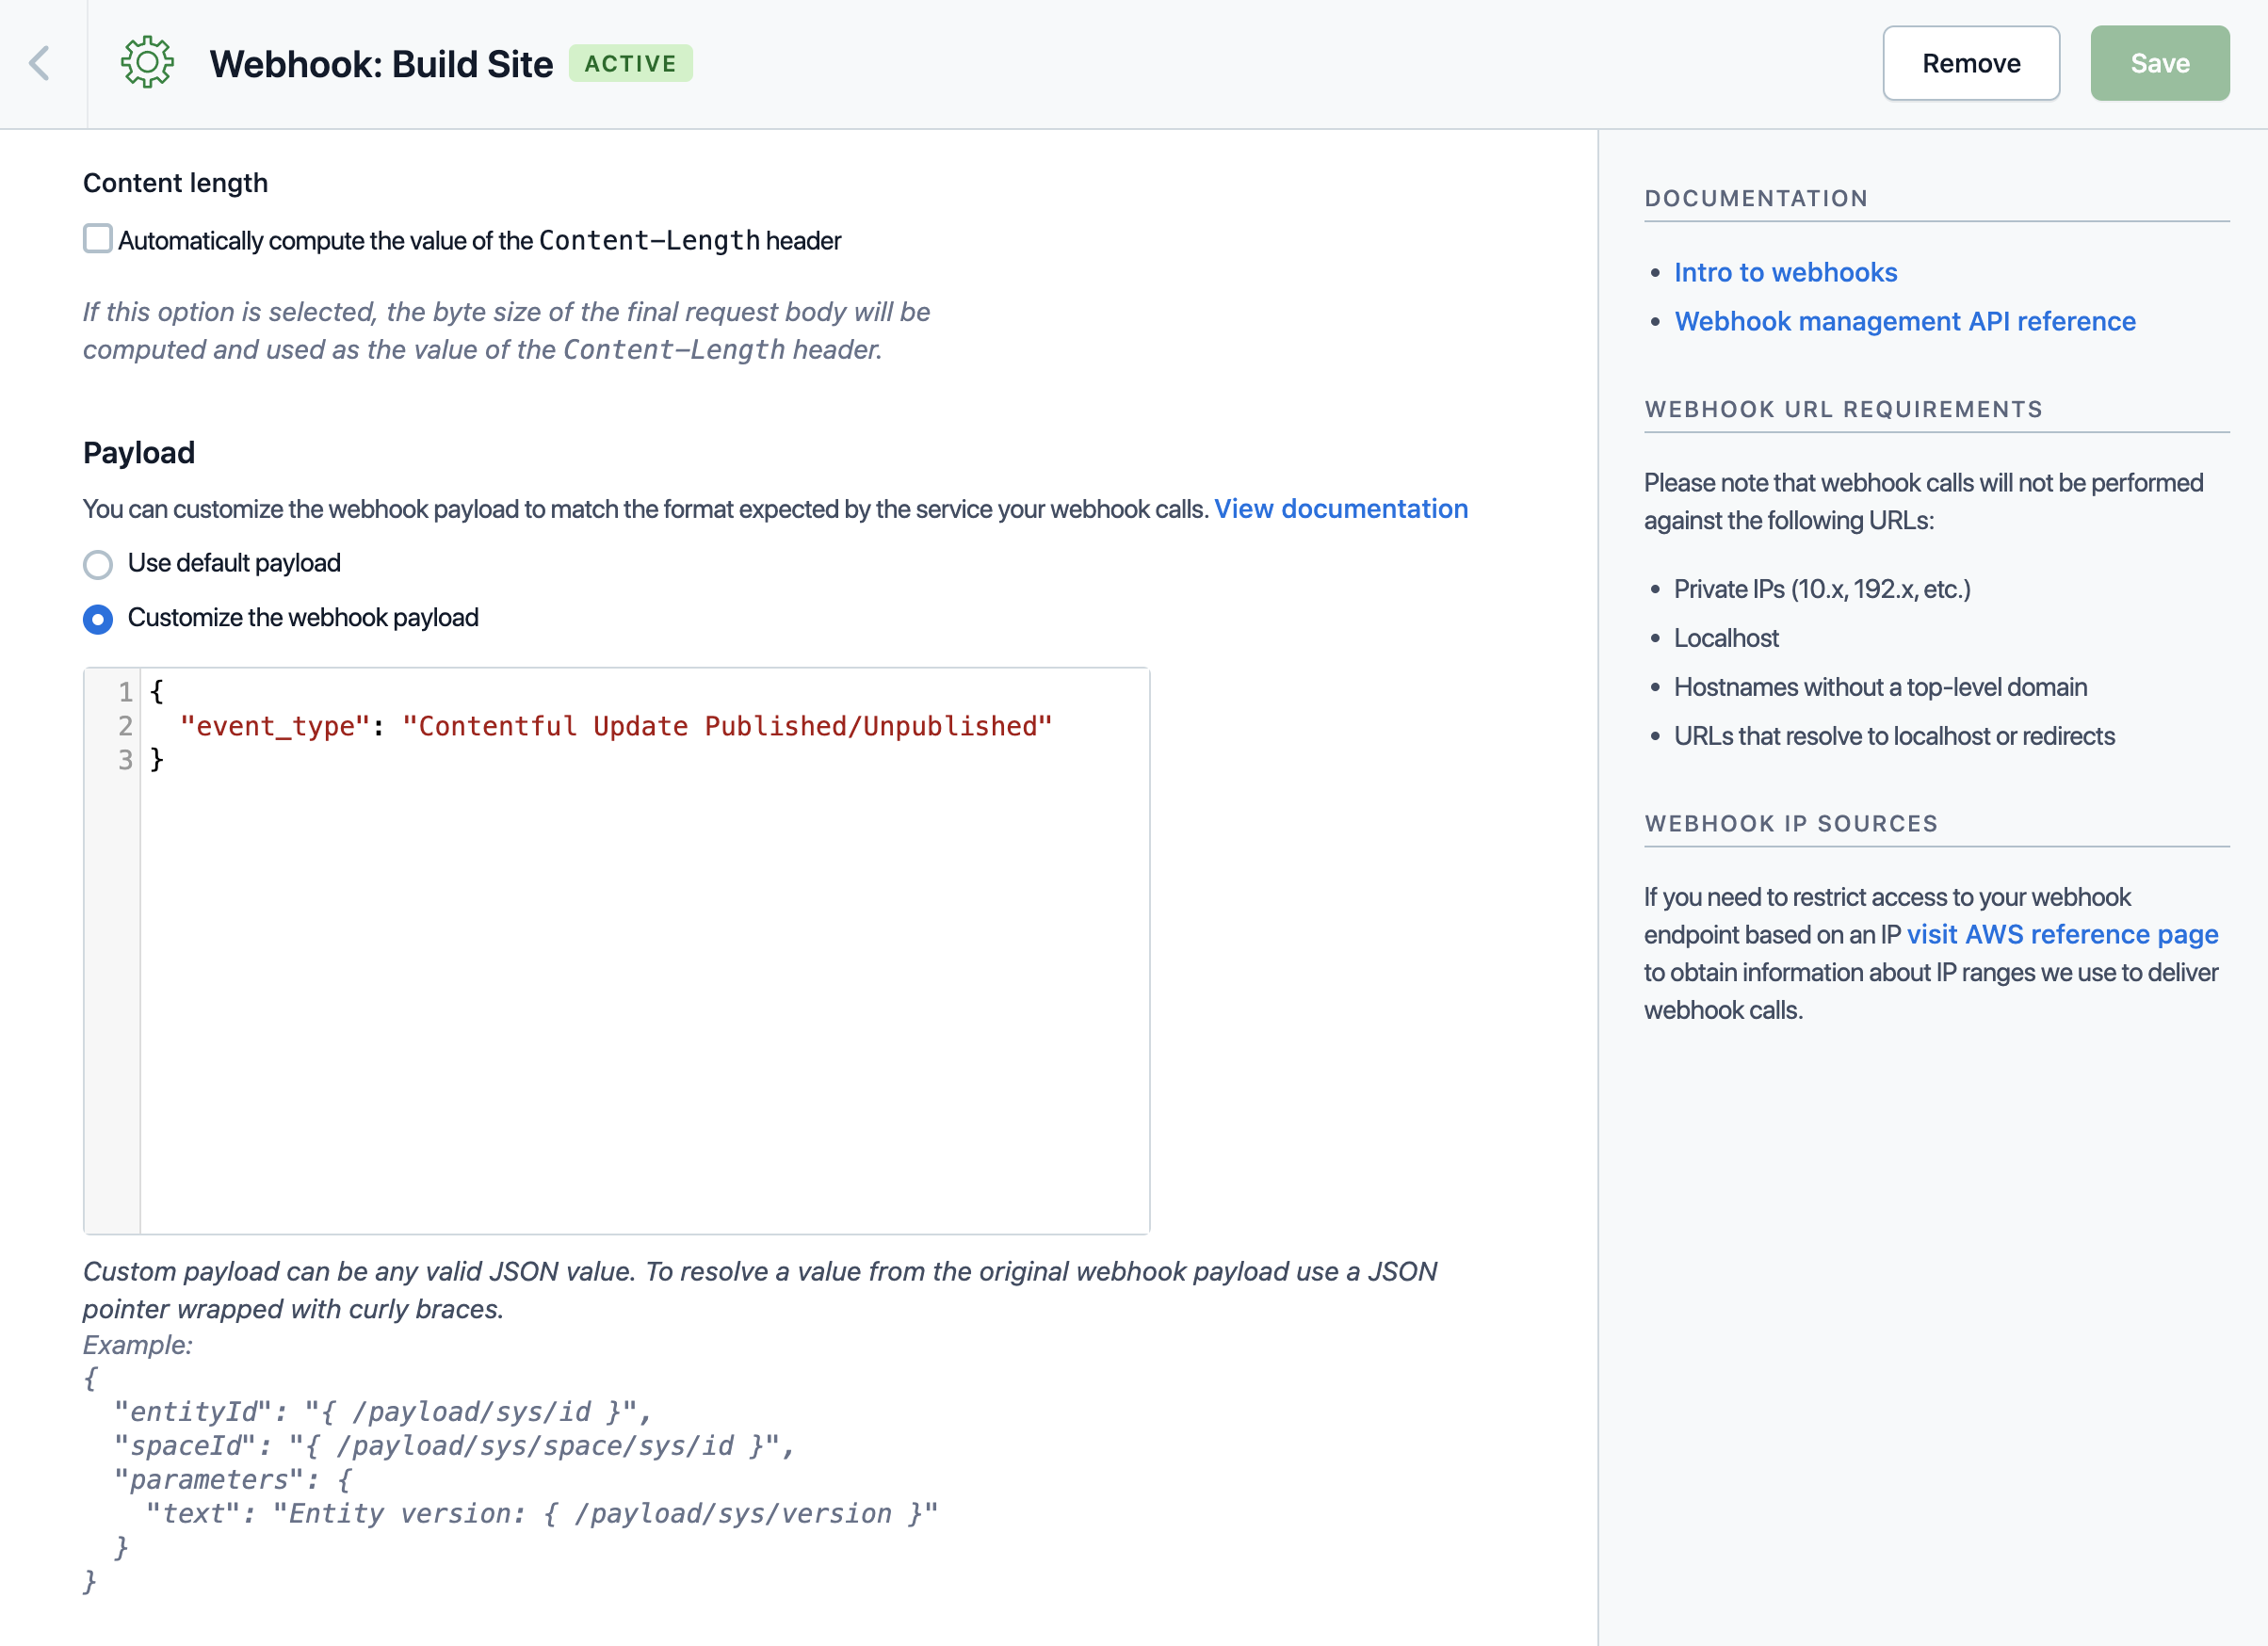 Webhook: Build Site ACTIVE
Remove
Save
Content length
Automatically compute the value of the Content-Length header
If this option is selected, the byte size of the final request body will be
computed and used as the value of the Content-Length header.
Payload
You can customize the webhook payload to match the format expected by the service your webhook calls. View documentation
Use default payload
Customize the webhook payload
1 {
2   "event_type": "Contentful Update Published/Unpublished"
3 }
Custom payload can be any valid JSON value. To resolve a value from the original webhook payload use a JSON
pointer wrapped with curly braces.
Example:
{
  "entityId": "{ /payload/sys/id }",
  "spaceId": "{ /payload/sys/space/sys/id }",
  "parameters": {
    "text": "Entity version: { /payload/sys/version }"
  }
}
DOCUMENTATION
• Intro to webhooks
• Webhook management API reference
WEBHOOK URL REQUIREMENTS
Please note that webhook calls will not be performed
against the following URLs:
• Private IPs (10.x, 192.x, etc.)
• Localhost
• Hostnames without a top-level domain
• URLs that resolve to localhost or redirects
WEBHOOK IP SOURCES
If you need to restrict access to your webhook
endpoint based on an IP visit AWS reference page
to obtain information about IP ranges we use to deliver
webhook calls.